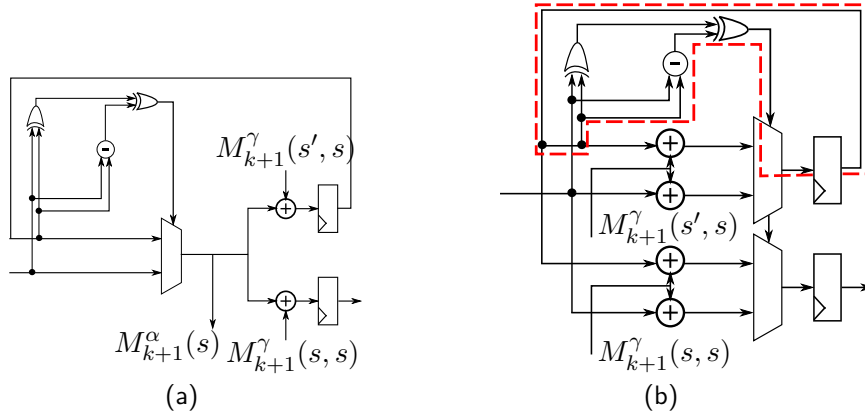 M^γ_{k+1}(s′, s)
-
+
+
M^α_{k+1}(s)
M^γ_{k+1}(s, s)
(a)
-
+
+
M^γ_{k+1}(s′, s)
+
+
M^γ_{k+1}(s, s)
(b)